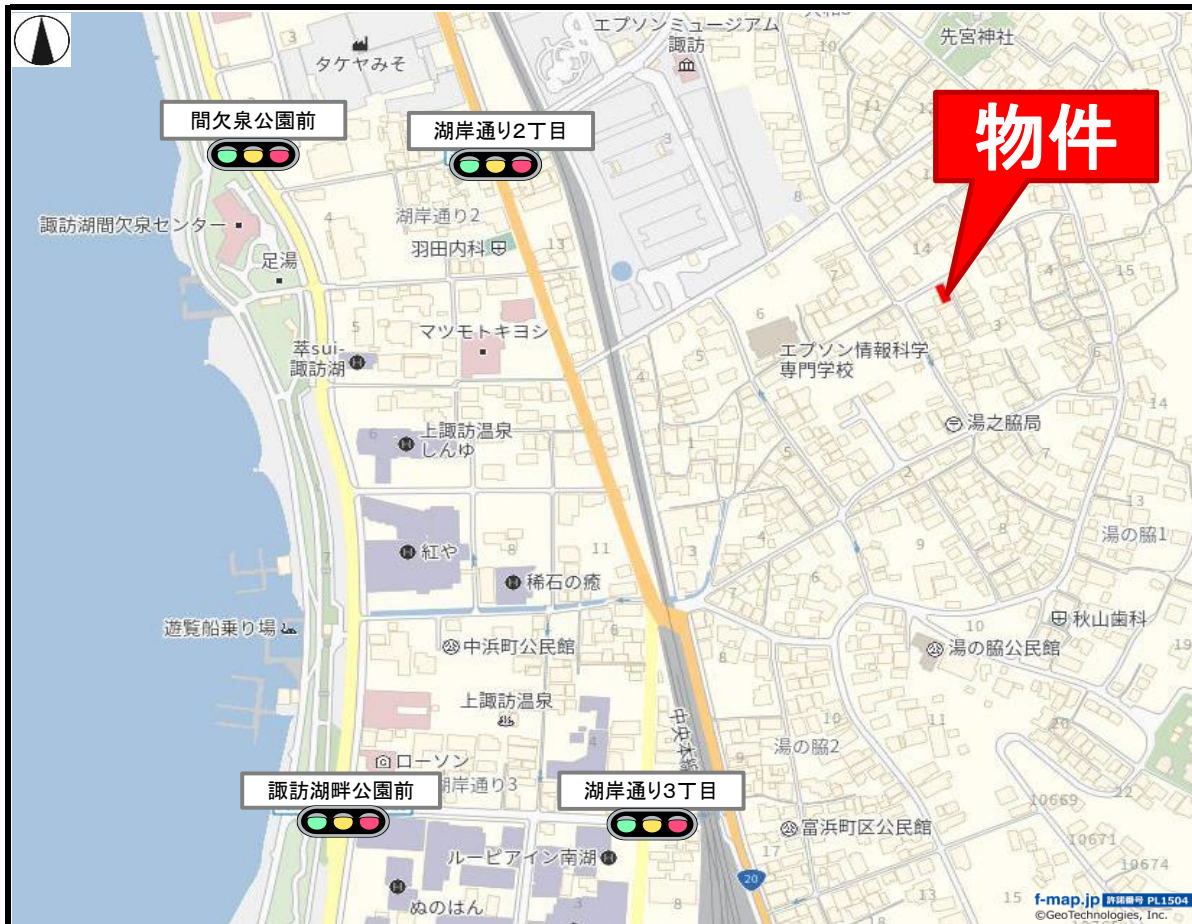 エプソンミュージアム
諏訪
先宮神社
タケヤみそ
間欠泉公園前
湖岸通り2丁目
物件
諏訪湖間欠泉センター
湖岸通り2
羽田内科
足湯
マツモトキヨシ
萃sui-
諏訪湖
エプソン情報科学
専門学校
上諏訪温泉
しんゆ
湯之脇局
紅や
稀石の癒
湯の脇1
遊覧船乗り場
中浜町公民館
秋山歯科
湯の脇公民館
上諏訪温泉
中央本線
湯の脇2
ローソン
湖岸通り3
諏訪湖畔公園前
湖岸通り3丁目
富浜町区公民館
ルーピアイン南湖
ぬのはん
20
10669
10671
10674
f-map.jp 許諾番号 PL1504
©GeoTechnologies, Inc.